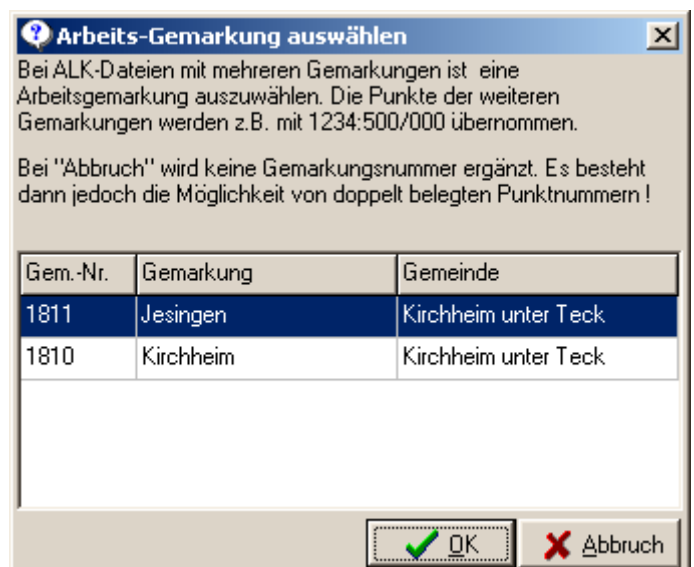 Arbeits-Gemarkung auswählen
Bei ALK-Dateien mit mehreren Gemarkungen ist eine
Arbeitsgemarkung auszuwählen. Die Punkte der weiteren
Gemarkungen werden z.B. mit 1234:500/000 übernommen.
Bei "Abbruch" wird keine Gemarkungsnummer ergänzt. Es besteht
dann jedoch die Möglichkeit von doppelt belegten Punktnummern !
Gem.-Nr. Gemarkung Gemeinde
1811 Jesingen Kirchheim unter Teck
1810 Kirchheim Kirchheim unter Teck
OK Abbruch